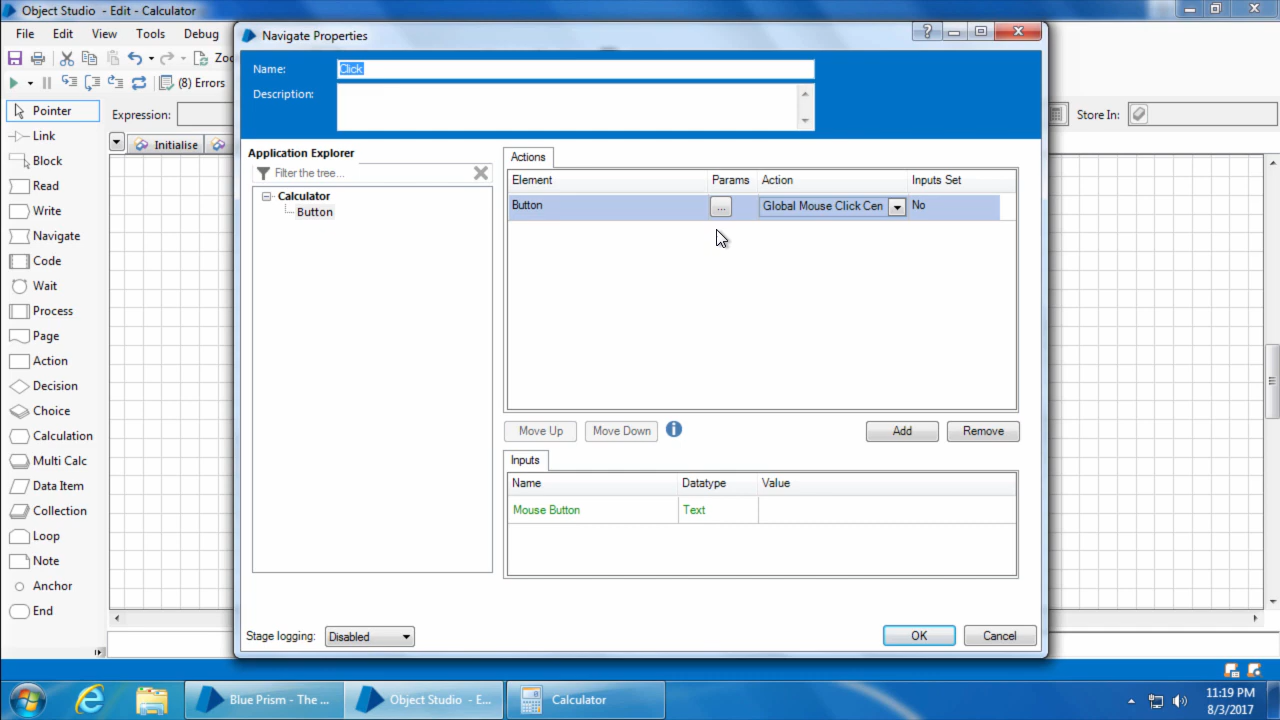 Object Studio - Edit - Calculator
File Edit View Tools Debug
Navigate Properties
?
Name: Click
Description:
(8) Errors
Expression:
Store In:
Initialise
Pointer
Link
Block
Read
Write
Navigate
Code
Wait
Process
Page
Action
Decision
Choice
Calculation
Multi Calc
Data Item
Collection
Loop
Note
Anchor
End
Application Explorer
Filter the tree...
Calculator
Button
Actions
Element Params Action Inputs Set
Button ... Global Mouse Click Cen No
Move Up Move Down Add Remove
Inputs
Name Datatype Value
Mouse Button Text
Stage logging: Disabled
OK Cancel
Blue Prism - The ...
Object Studio - E...
Calculator
11:19 PM
8/3/2017